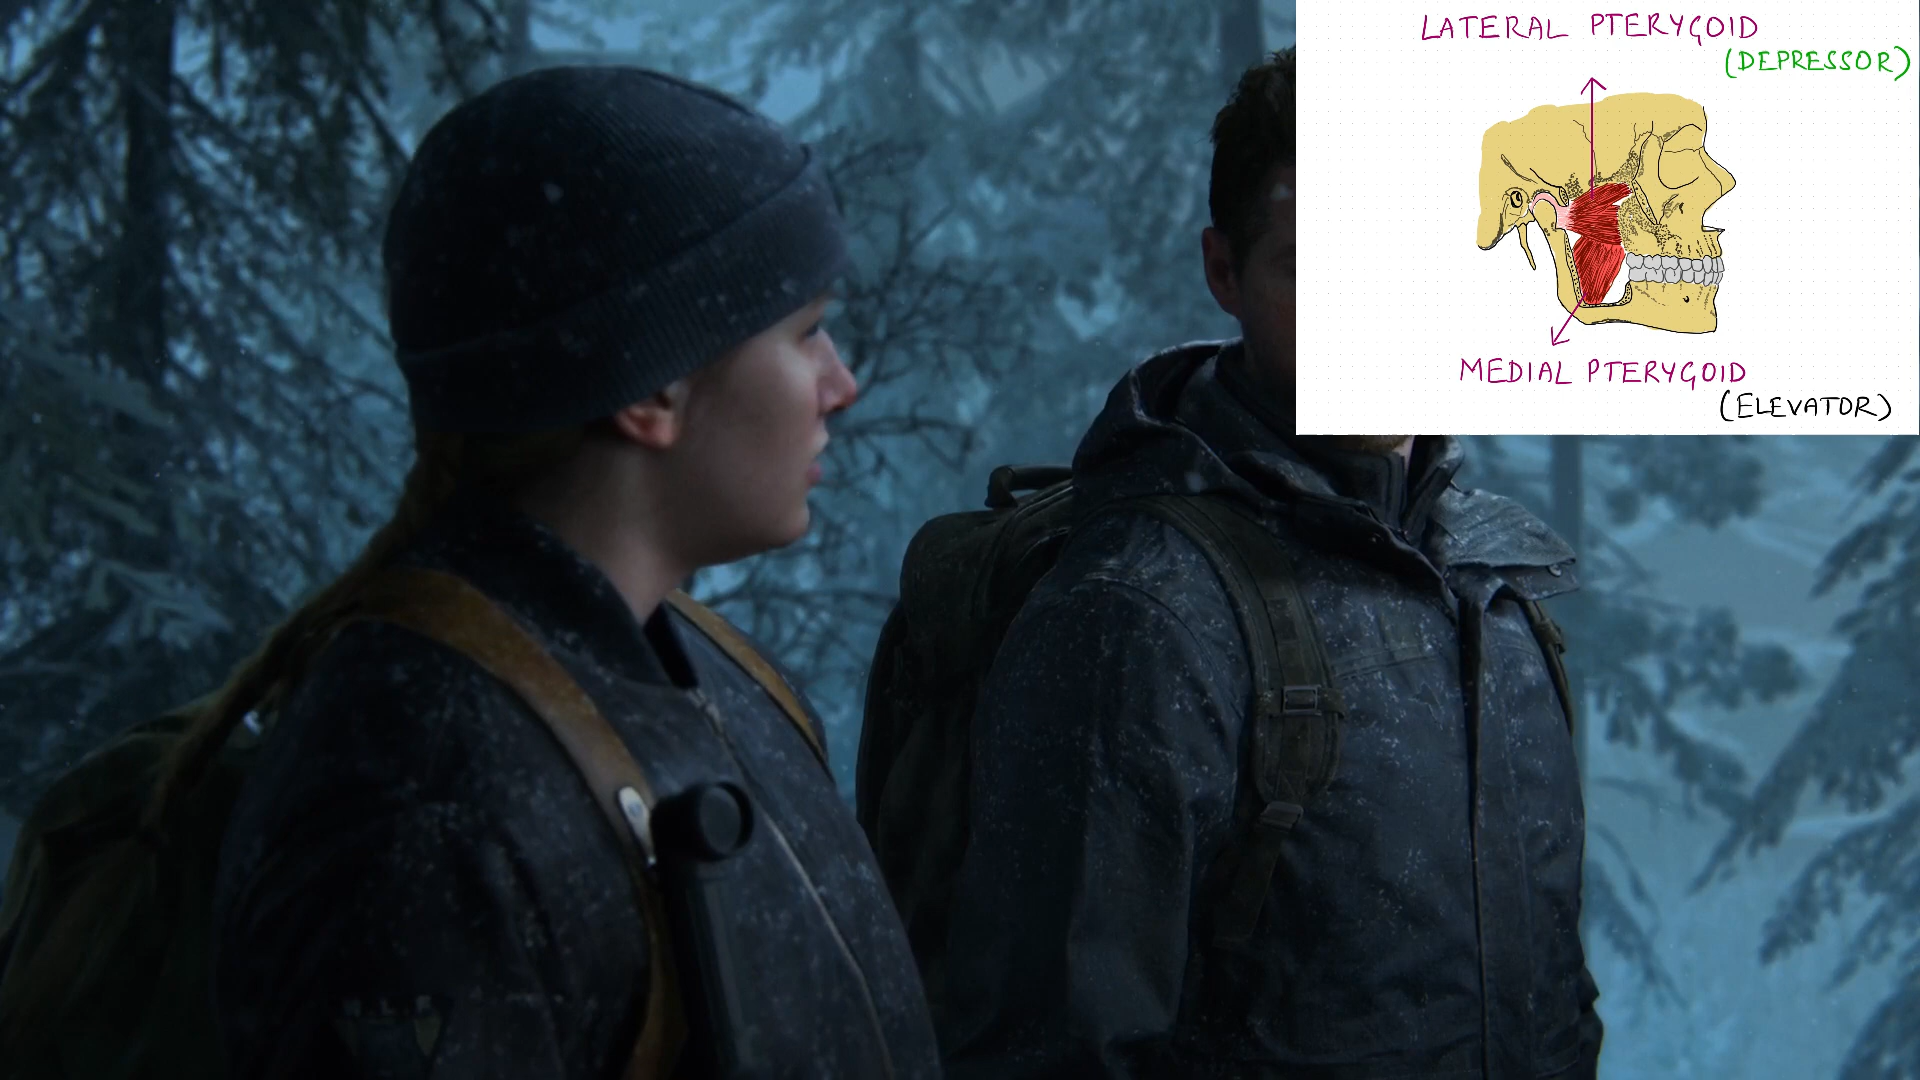 LATERAL PTERYGOID
(DEPRESSOR)
MEDIAL PTERYGOID
(ELEVATOR)